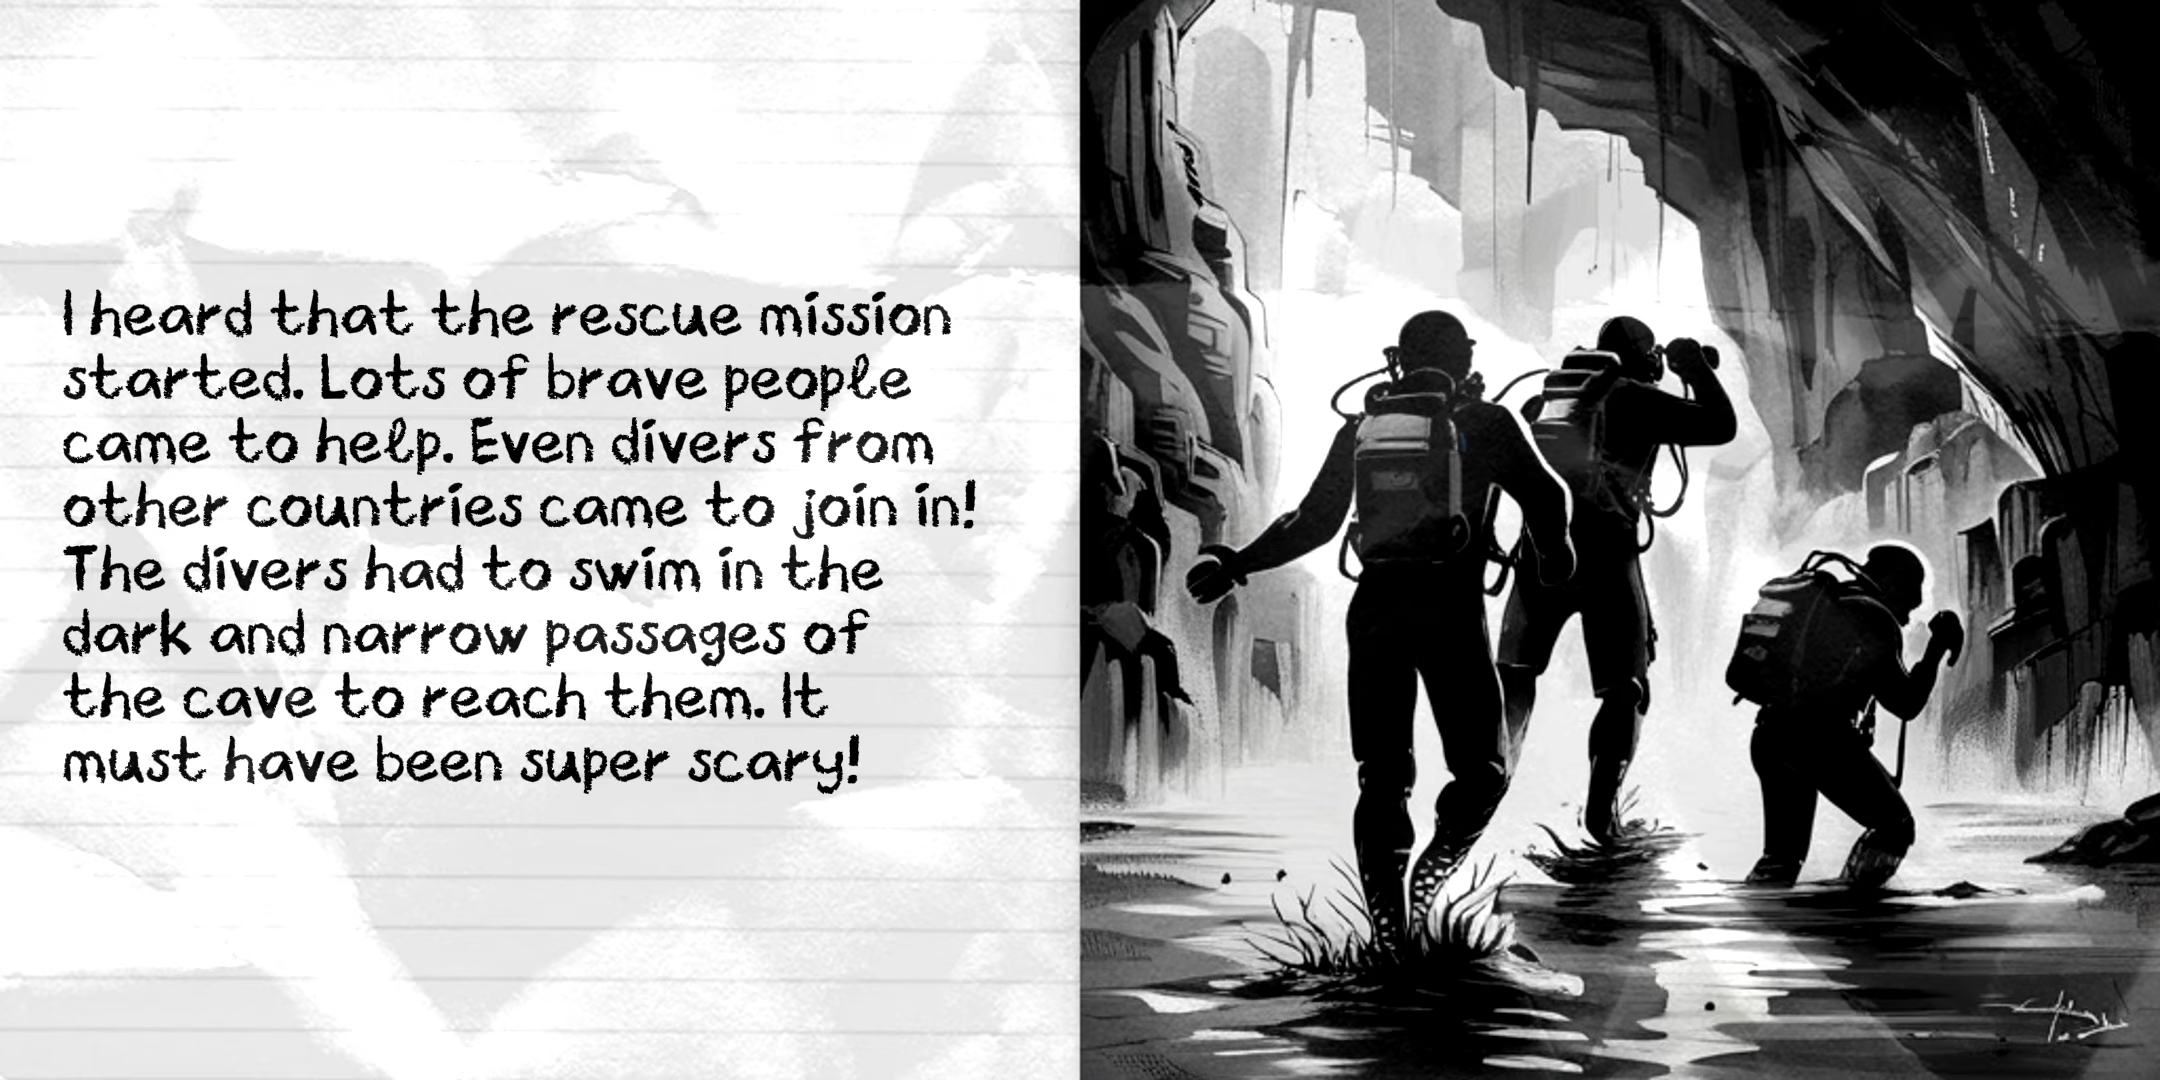 I heard that the rescue mission
started. Lots of brave people
came to help. Even divers from
other countries came to join in!
The divers had to swim in the
dark and narrow passages of
the cave to reach them. It
must have been super scary!